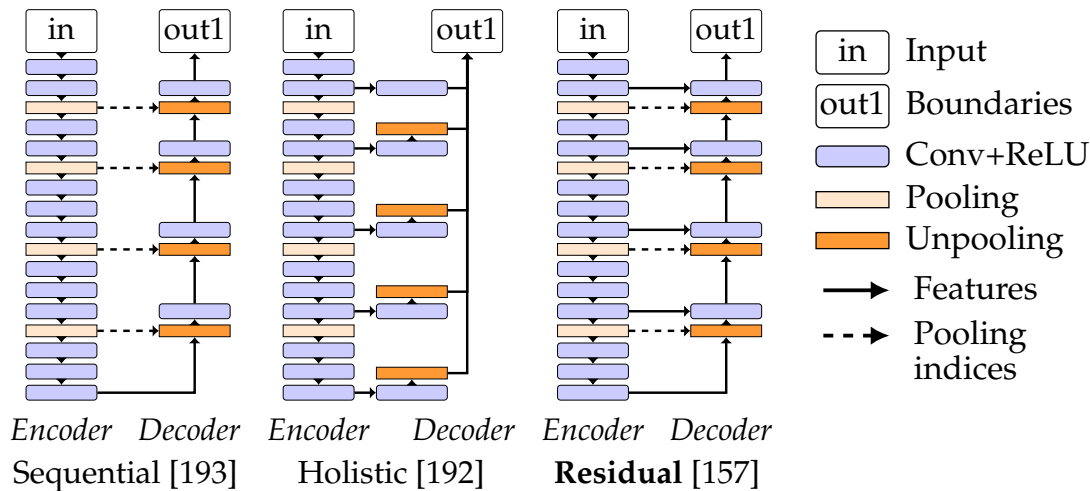 in out1 in out1 in out1
in Input
out1 Boundaries
Conv+ReLU
Pooling
Unpooling
Features
Pooling
indices
Encoder Decoder Encoder Decoder Encoder Decoder
Sequential [193] Holistic [192] Residual [157]